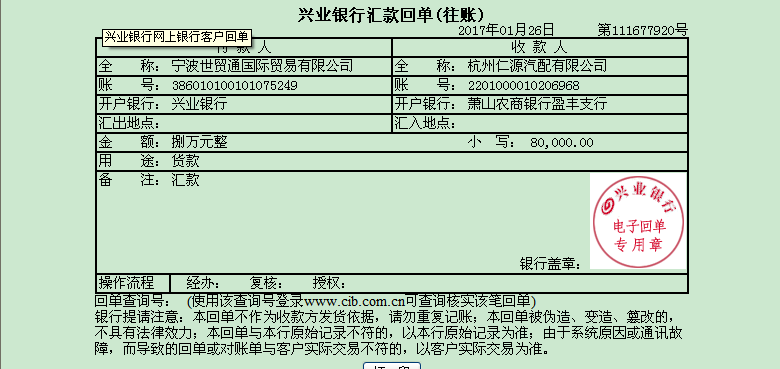 兴业银行汇款回单(往账)
2017年01月26日 第111677920号
兴业银行网上银行客户回单
付 款 人 收 款 人
全 称: 宁波世贸通国际贸易有限公司 全 称: 杭州仁源汽配有限公司
账 号: 386010100101075249 账 号: 2201000010206968
开户银行: 兴业银行 开户银行: 萧山农商银行盈丰支行
汇出地点: 汇入地点:
金 额: 捌万元整 小 写: 80,000.00
用 途: 货款
备 注: 汇款
兴业银行
电子回单
专用章
银行盖章:
操作流程 经办: 复核: 授权:
回单查询号: (使用该查询号登录www.cib.com.cn可查询核实该笔回单)
银行提请注意: 本回单不作为收款方发货依据, 请勿重复记账; 本回单被伪造、变造、篡改的,
不具有法律效力; 本回单与本行原始记录不符的, 以本行原始记录为准; 由于系统原因或通讯故
障, 而导致的回单或对账单与客户实际交易不符的, 以客户实际交易为准。